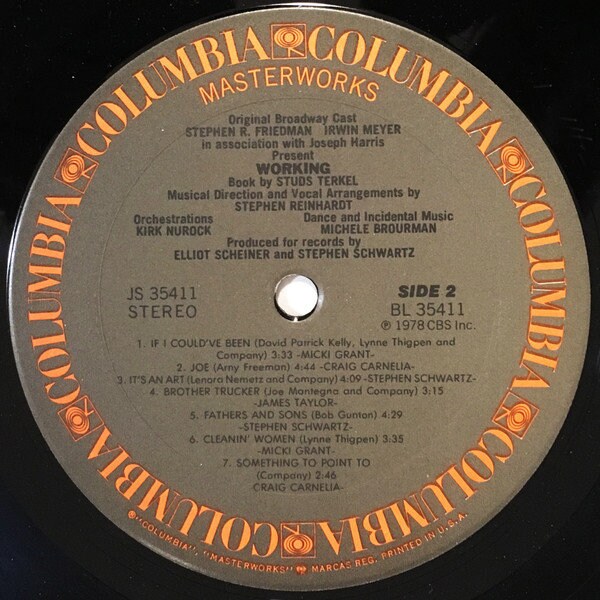 COLUMBIA COLUMBIA COLUMBIA COLUMBIA COLUMBIA COLUMBIA
MASTERWORKS
Original Broadway Cast
STEPHEN R. FRIEDMAN IRWIN MEYER
in association with Joseph Harris
Present
WORKING
Book by STUDS TERKEL
Musical Direction and Vocal Arrangements by
STEPHEN REINHARDT
Orchestrations Dance and Incidental Music
KIRK NUROCK MICHELE BROURMAN
Produced for records by
ELLIOT SCHEINER and STEPHEN SCHWARTZ
JS 35411 SIDE 2
STEREO BL 35411
℗ 1978 CBS Inc.
1. IF I COULD'VE BEEN (David Patrick Kelly, Lynne Thigpen and
Company) 3:33 -MICKI GRANT-
2. JOE (Arny Freeman) 4:44 -CRAIG CARNELIA-
3. IT'S AN ART (Lenora Nemetz and Company) 4:09 -STEPHEN SCHWARTZ-
4. BROTHER TRUCKER (Joe Montegna and Company) 3:15
-JAMES TAYLOR-
5. FATHERS AND SONS (Bob Gunton) 4:29
-STEPHEN SCHWARTZ-
6. CLEANIN' WOMEN (Lynne Thigpen) 3:35
-MICKI GRANT-
7. SOMETHING TO POINT TO
(Company) 2:46
CRAIG CARNELIA-
® "COLUMBIA", "MASTERWORKS" MARCAS REG. PRINTED IN U.S.A.